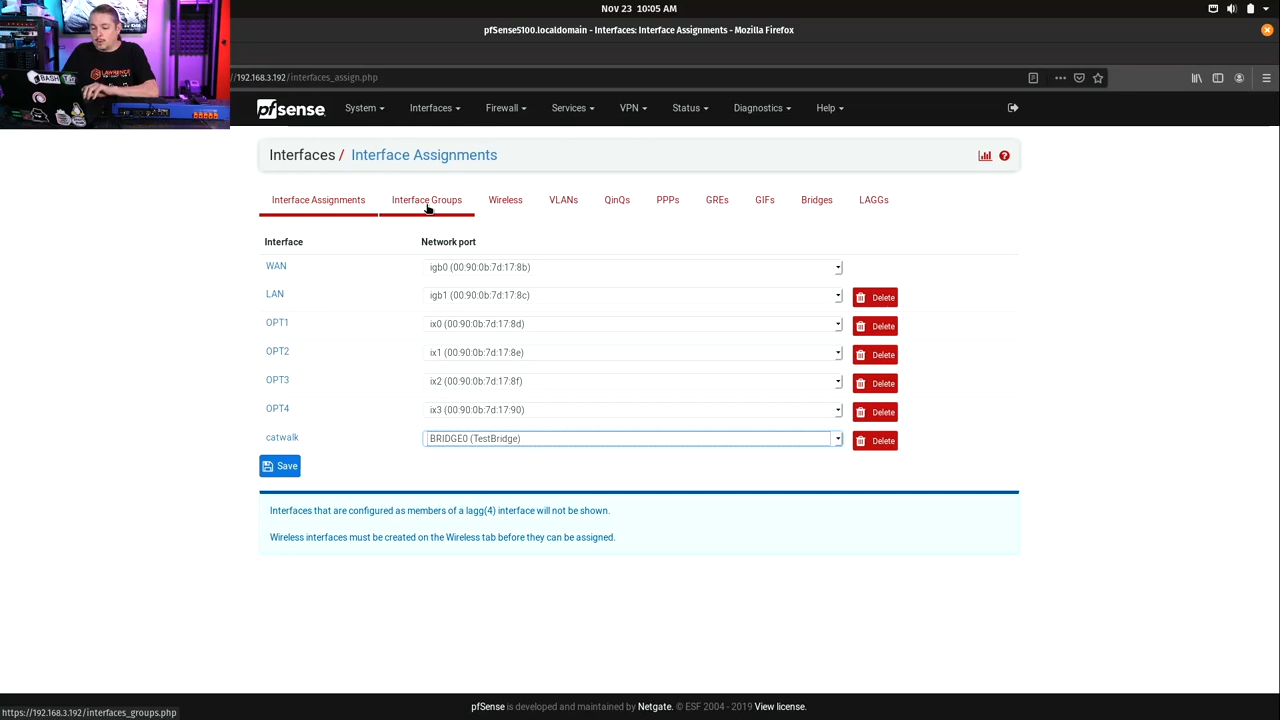 Nov 23 10:05 AM
pfSense5100.localdomain - Interfaces: Interface Assignments - Mozilla Firefox
//192.168.3.192/interfaces_assign.php
pfsense System Interfaces Firewall Services VPN Status Diagnostics
Interfaces / Interface Assignments
Interface Assignments Interface Groups Wireless VLANs QinQs PPPs GREs GIFs Bridges LAGGs
Interface Network port
WAN igb0 (00:90:0b:7d:17:8b)
LAN igb1 (00:90:0b:7d:17:8c) Delete
OPT1 ix0 (00:90:0b:7d:17:8d) Delete
OPT2 ix1 (00:90:0b:7d:17:8e) Delete
OPT3 ix2 (00:90:0b:7d:17:8f) Delete
OPT4 ix3 (00:90:0b:7d:17:90) Delete
catwalk BRIDGE0 (TestBridge) Delete
Save
Interfaces that are configured as members of a lagg(4) interface will not be shown.
Wireless interfaces must be created on the Wireless tab before they can be assigned.
pfSense is developed and maintained by Netgate. © ESF 2004 - 2019 View license.
https://192.168.3.192/interfaces_groups.php
LAWRENCE
BASH